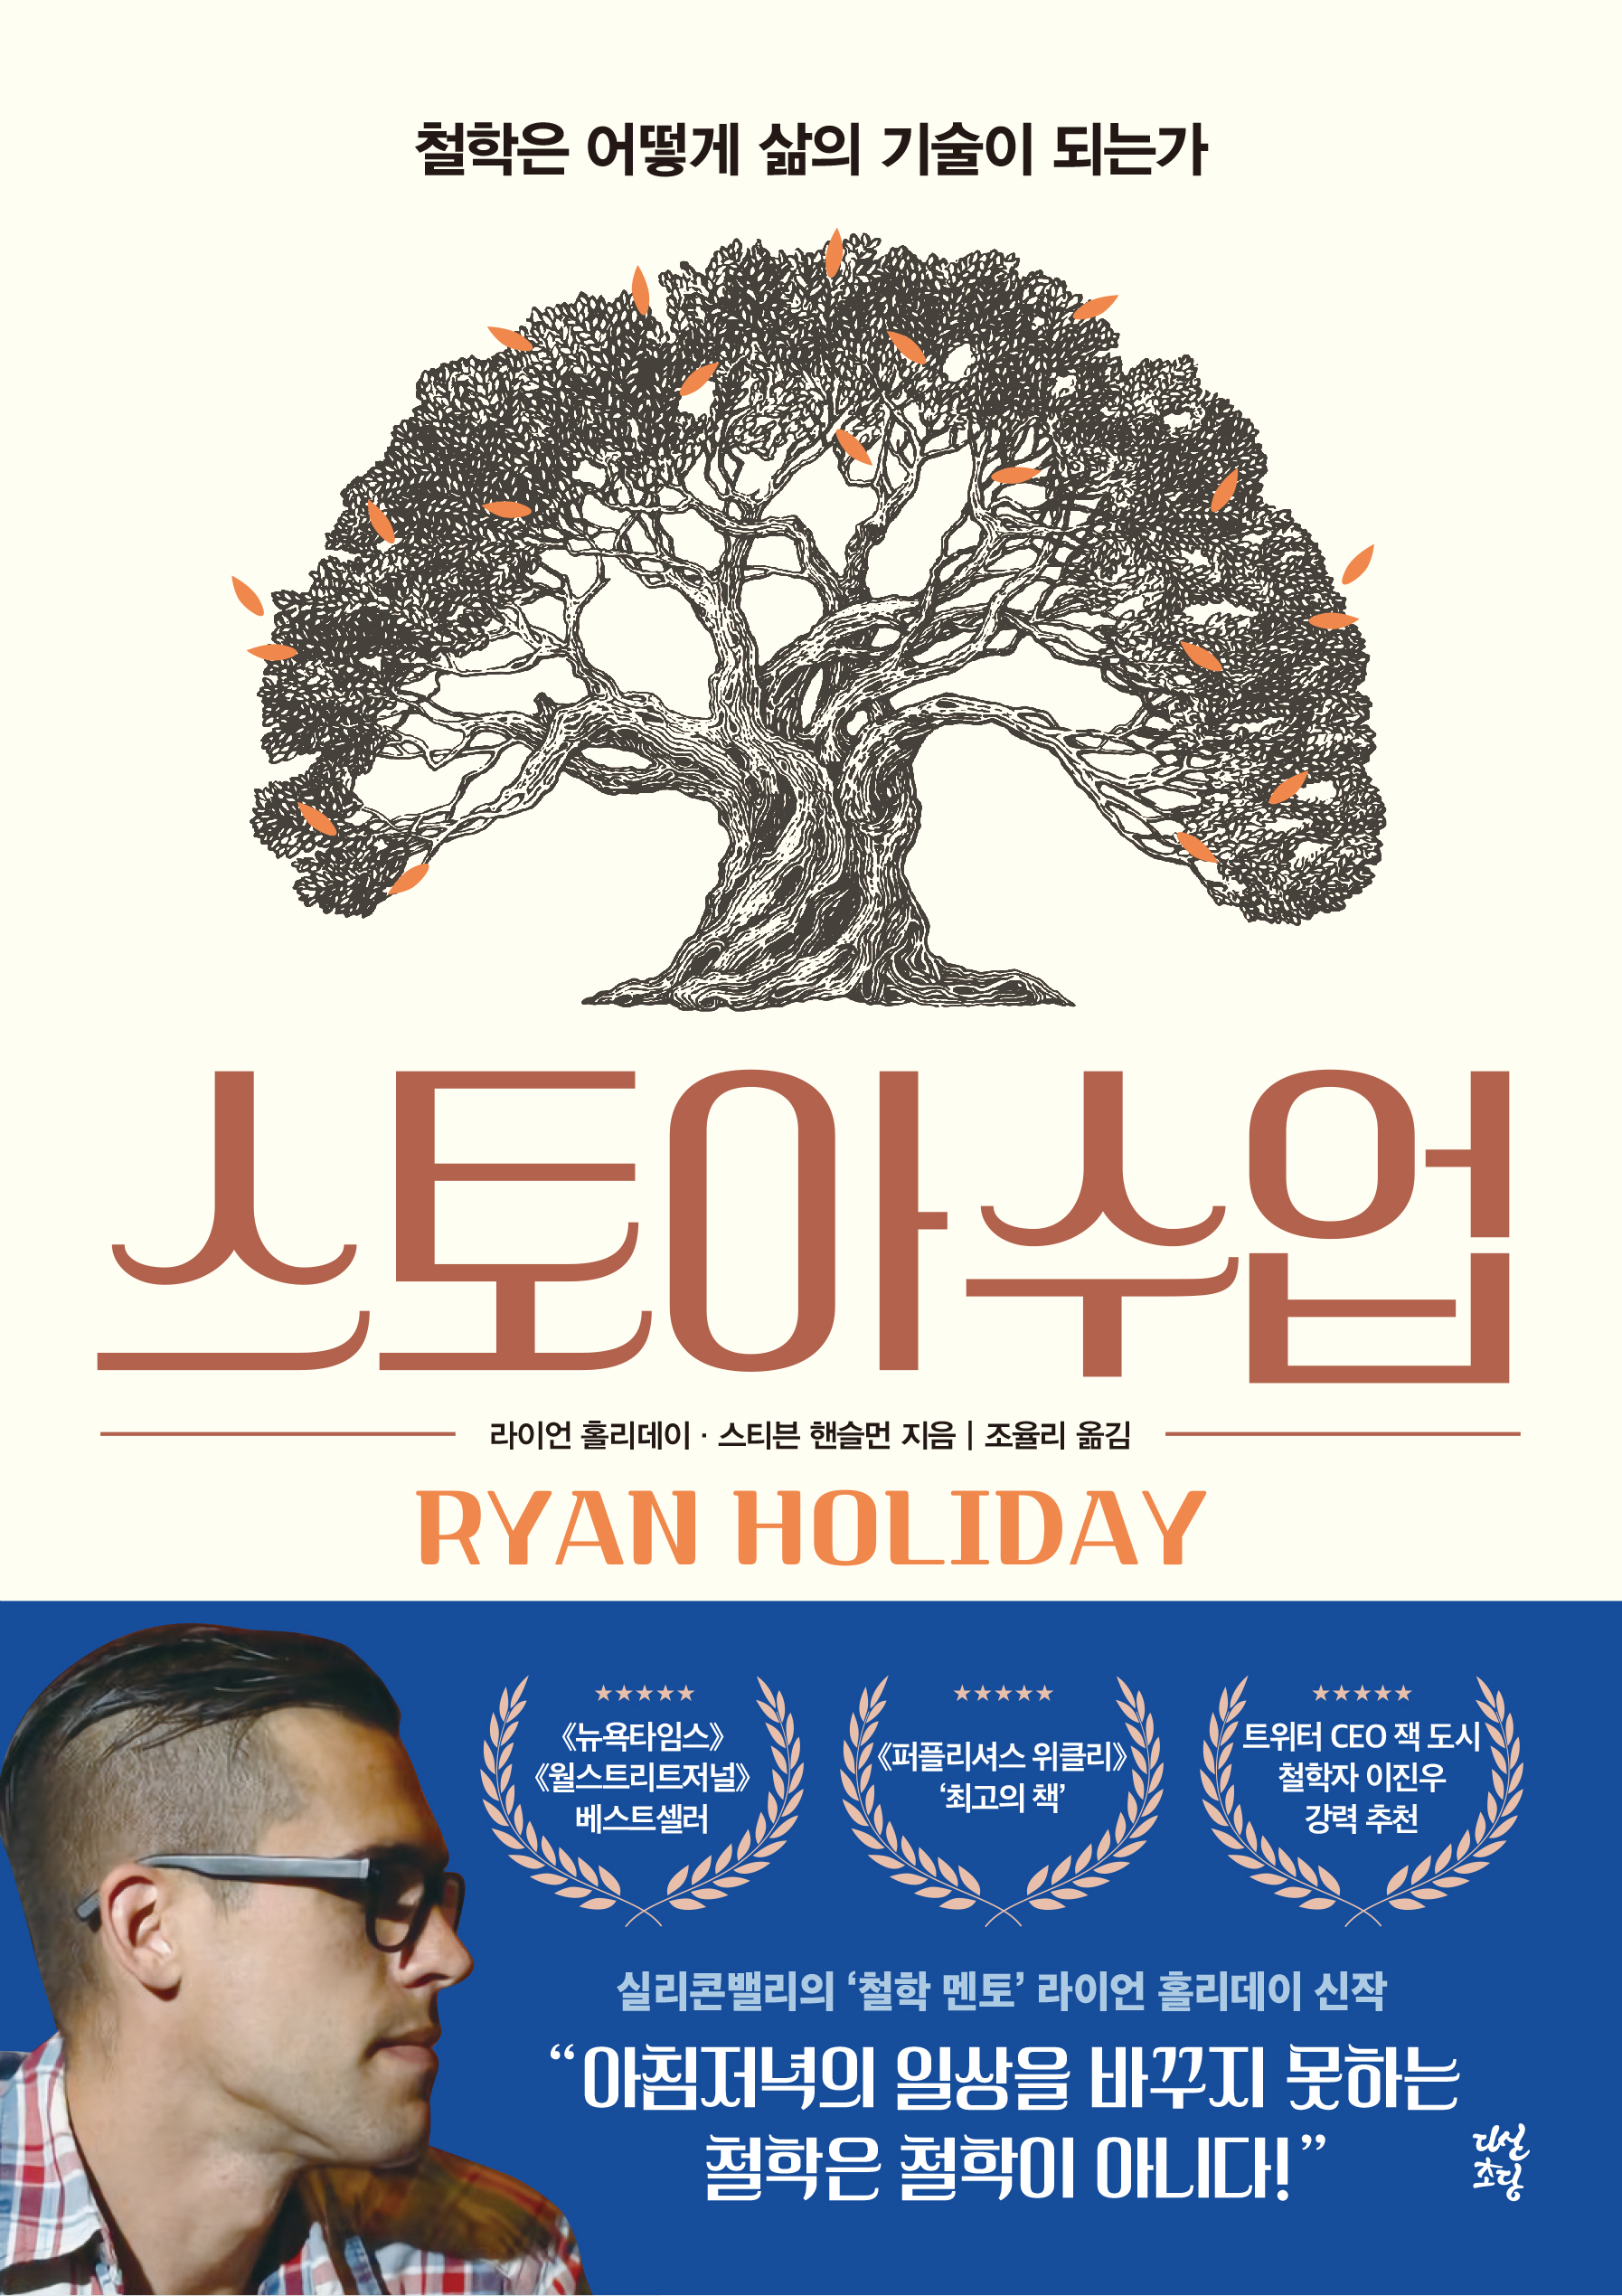 철학은 어떻게 삶의 기술이 되는가
스토아수업
라이언 홀리데이 · 스티븐 핸슬먼 지음 | 조율리 옮김
RYAN HOLIDAY
★★★★★
《뉴욕타임스》
《월스트리트저널》
베스트셀러
★★★★★
《퍼플리셔스 위클리》
‘최고의 책’
★★★★★
트위터 CEO 잭 도시
철학자 이진우
강력 추천
실리콘밸리의 ‘철학 멘토’ 라이언 홀리데이 신작
“아침저녁의 일상을 바꾸지 못하는
철학은 철학이 아니다!”
다산
초당